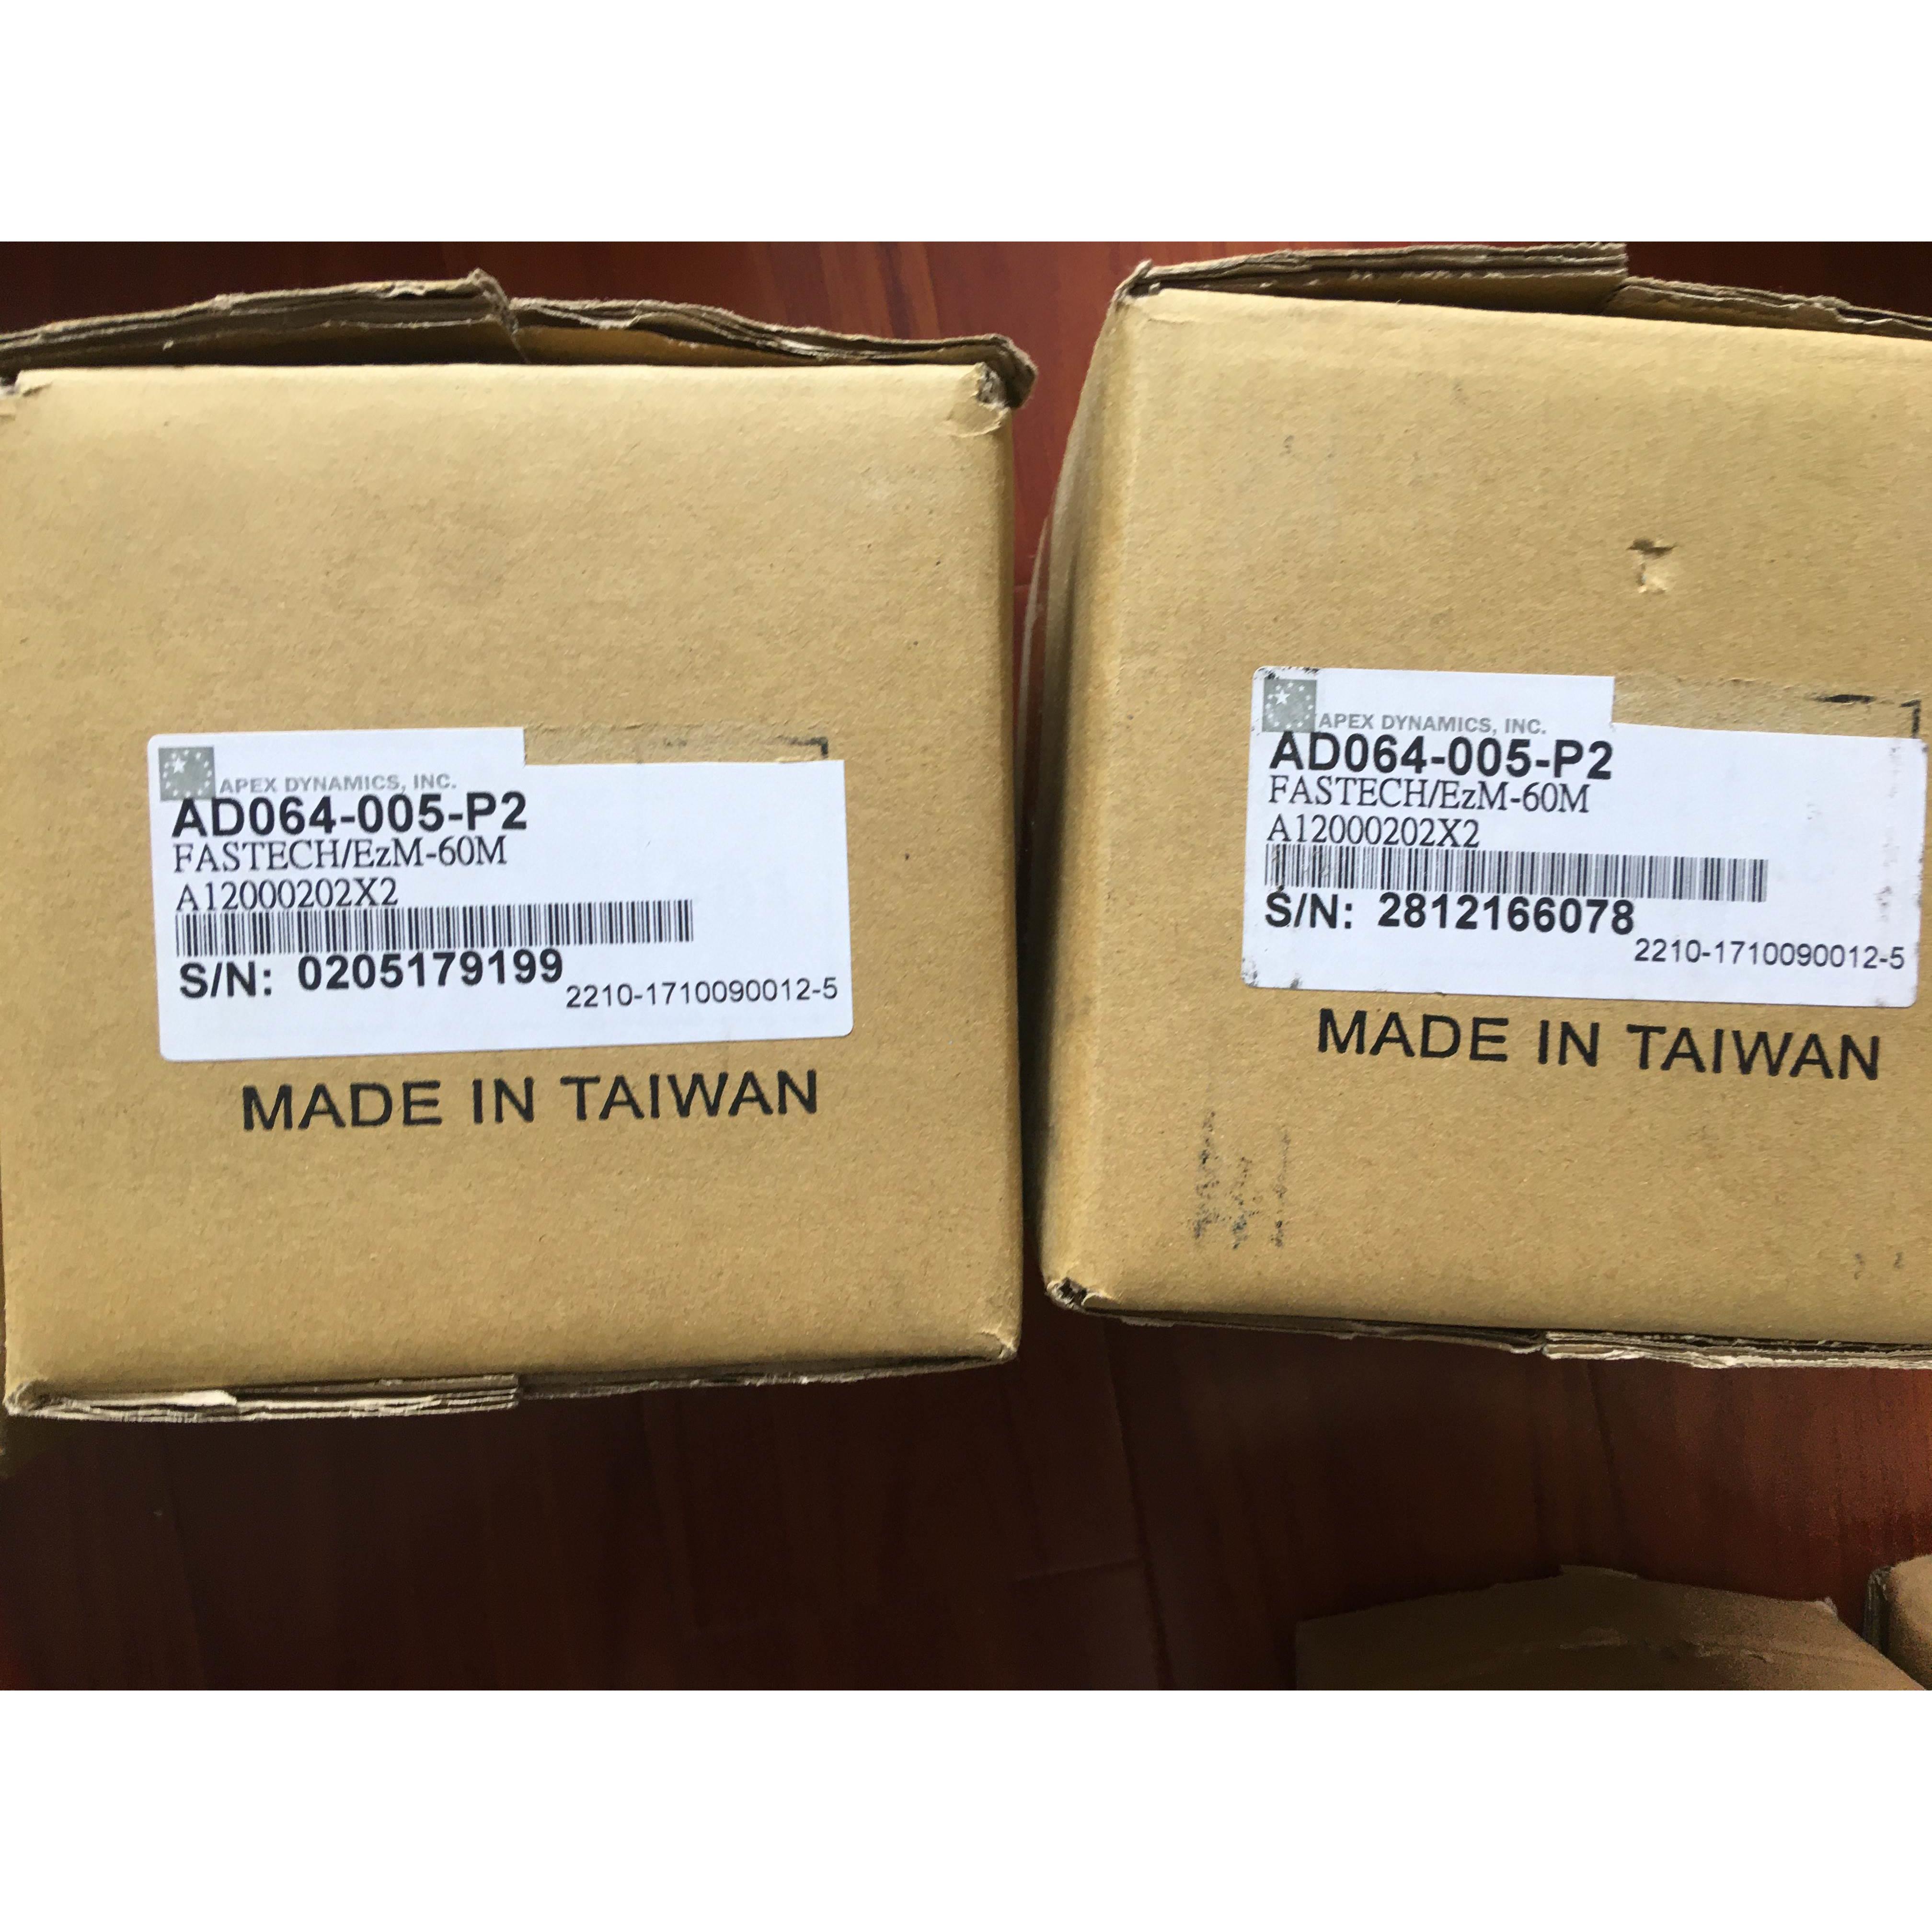 APEX DYNAMICS, INC.
AD064-005-P2
FASTECH/EzM-60M
A12000202X2
S/N: 0205179199
2210-1710090012-5
MADE IN TAIWAN
APEX DYNAMICS, INC.
AD064-005-P2
FASTECH/EzM-60M
A12000202X2
S/N: 2812166078
2210-1710090012-5
MADE IN TAIWAN